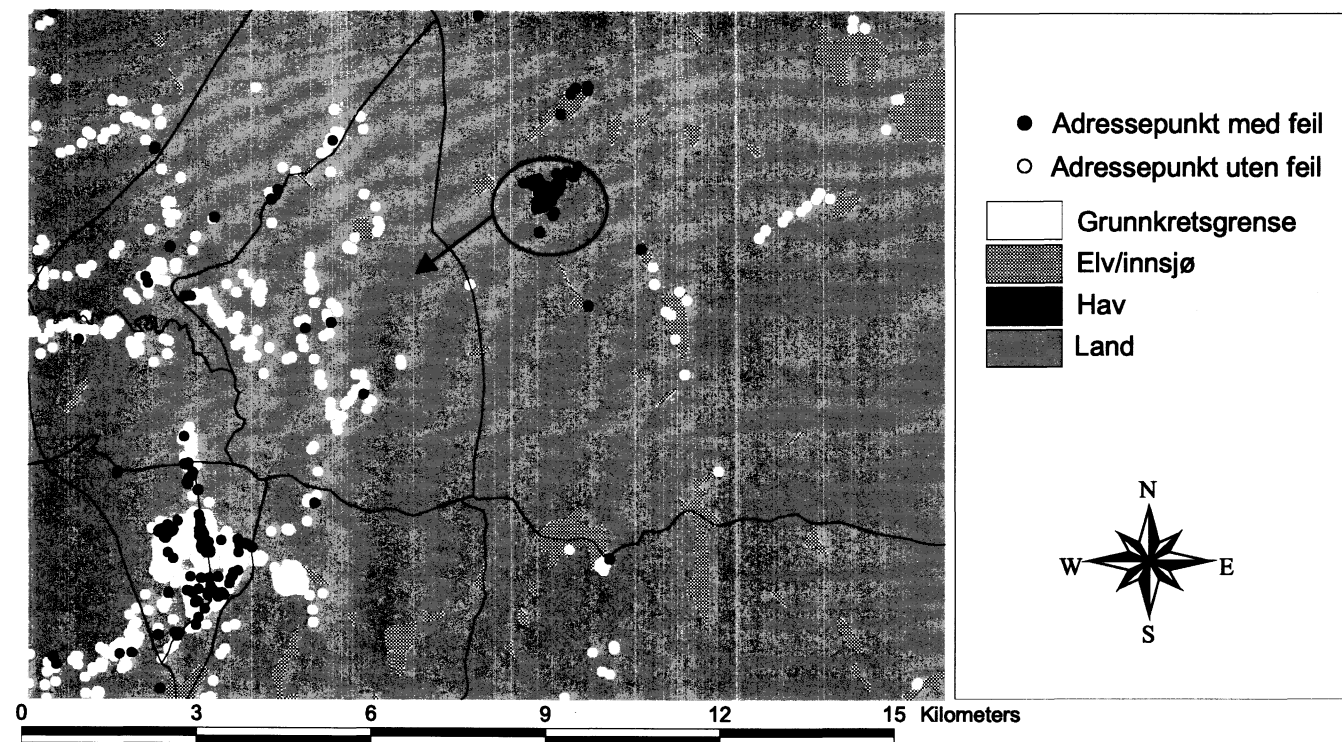 Adressepunkt med feil
Adressepunkt uten feil
Grunnkretsgrense
Elv/innsjø
Hav
Land
N
W E
S
0 3 6 9 12 15 Kilometers